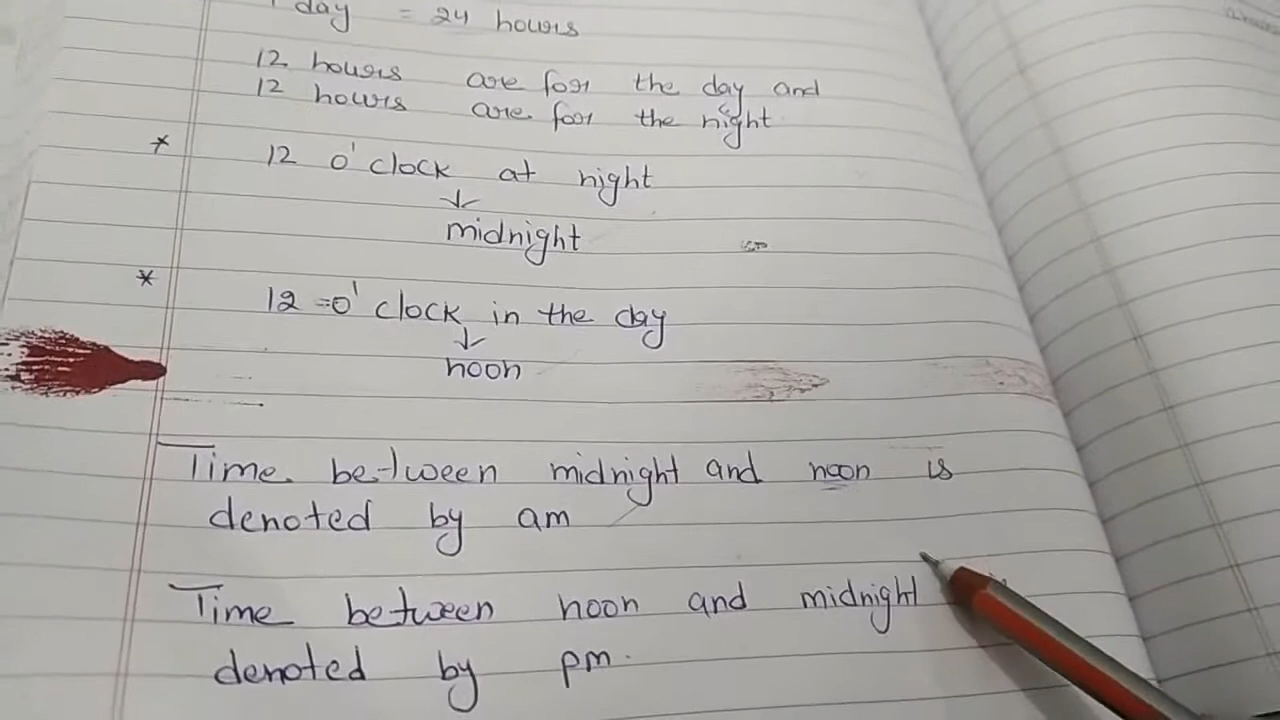 day = 24 hours
12 hours are for the day and
12 hours are for the night
* 12 o'clock at night
↓
midnight
* 12 =o'clock in the day
↓
noon
Time between midnight and noon is
denoted by am
Time between noon and midnight
denoted by pm.